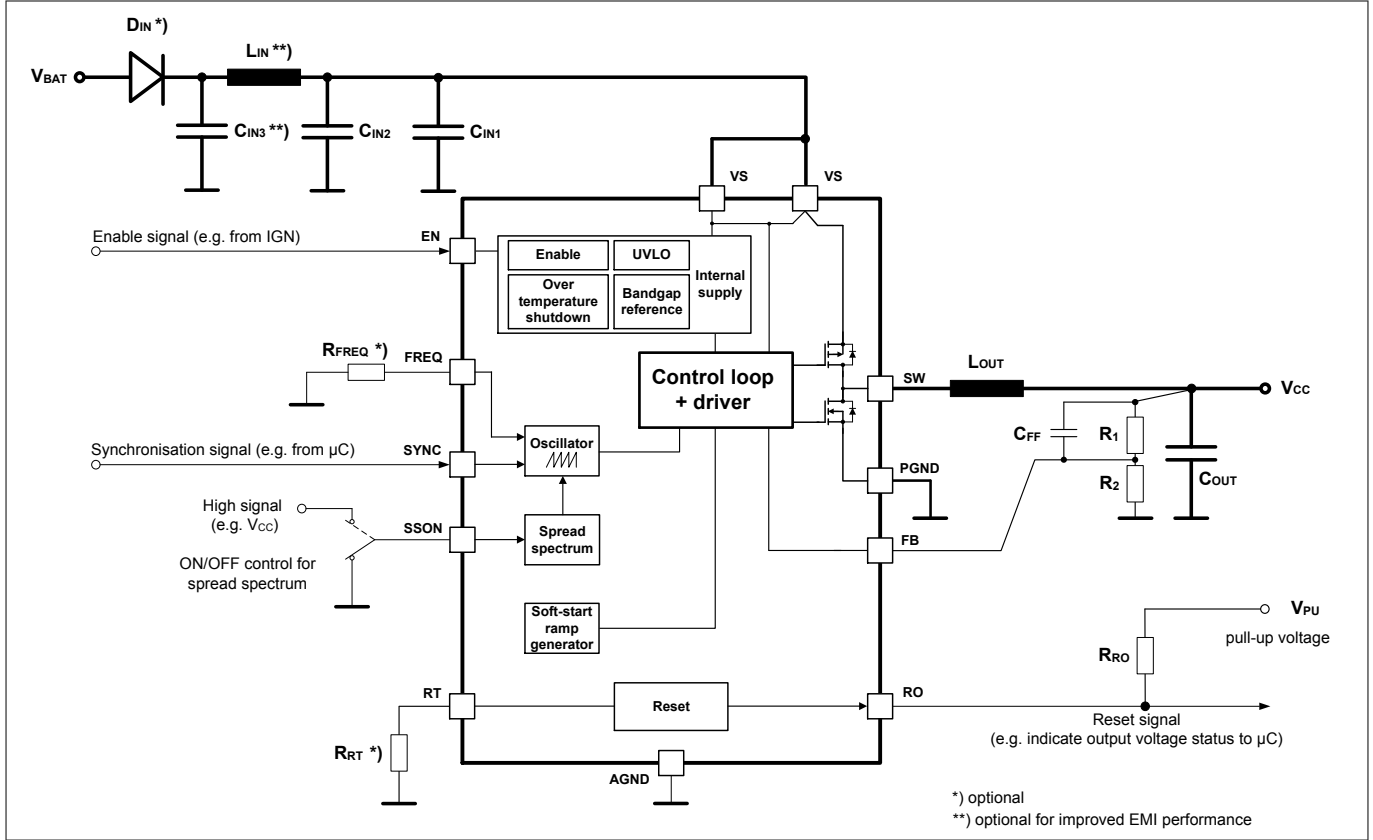 DIN *)
LIN **)
VBAT
CIN3 **)
CIN2
CIN1
VS
VS
Enable signal (e.g. from IGN)
EN
Enable
UVLO
Over
temperature
shutdown
Bandgap
reference
Internal
supply
RFREQ *)
FREQ
Control loop
+ driver
SW
LOUT
VCC
Synchronisation signal (e.g. from µC)
SYNC
Oscillator
CFF
R1
R2
COUT
PGND
High signal
(e.g. VCC)
SSON
Spread
spectrum
FB
ON/OFF control for
spread spectrum
Soft-start
ramp
generator
VPU
pull-up voltage
RRO
RT
Reset
RO
Reset signal
(e.g. indicate output voltage status to µC)
RRT *)
AGND
*) optional
**) optional for improved EMI performance